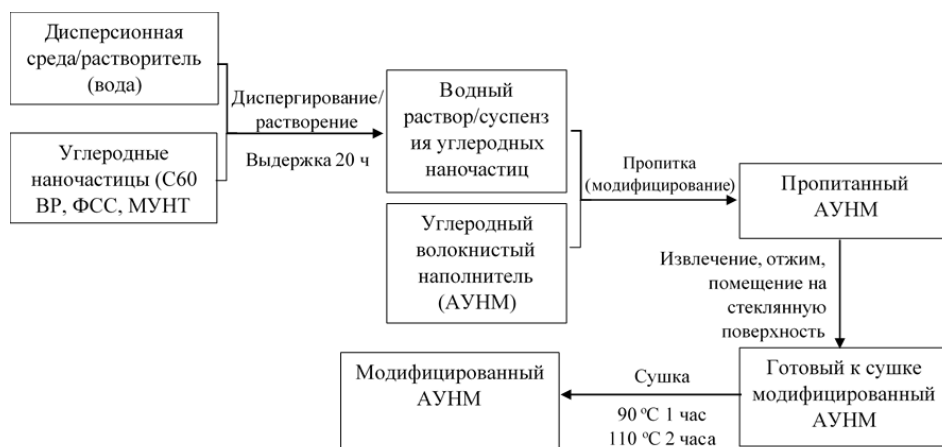 Дисперсионная
среда/растворитель
(вода)
Углеродные
наночастицы (С60
ВР, ФСС, МУНТ
Диспергирование/
растворение
Выдержка 20 ч
Водный
раствор/суспенз
ия углеродных
наночастиц
Углеродный
волокнистый
наполнитель
(АУНМ)
Пропитка
(модифицирование)
Пропитанный
АУНМ
Извлечение, отжим,
помещение на
стеклянную
поверхность
Готовый к сушке
модифицированный
АУНМ
Сушка
90 °С 1 час
110 °С 2 часа
Модифицированный
АУНМ